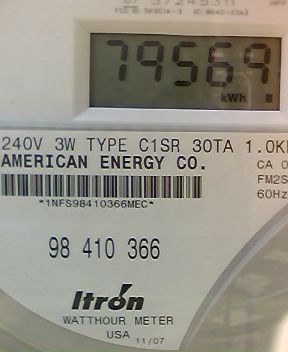 79569
kWh
240V 3W TYPE C1SR 30TA 1.0K
AMERICAN ENERGY CO.
CA 0
FM2S
60Hz
*1NFS98410366MEC*
98 410 366
Itrón
WATTHOUR METER
USA 11/07